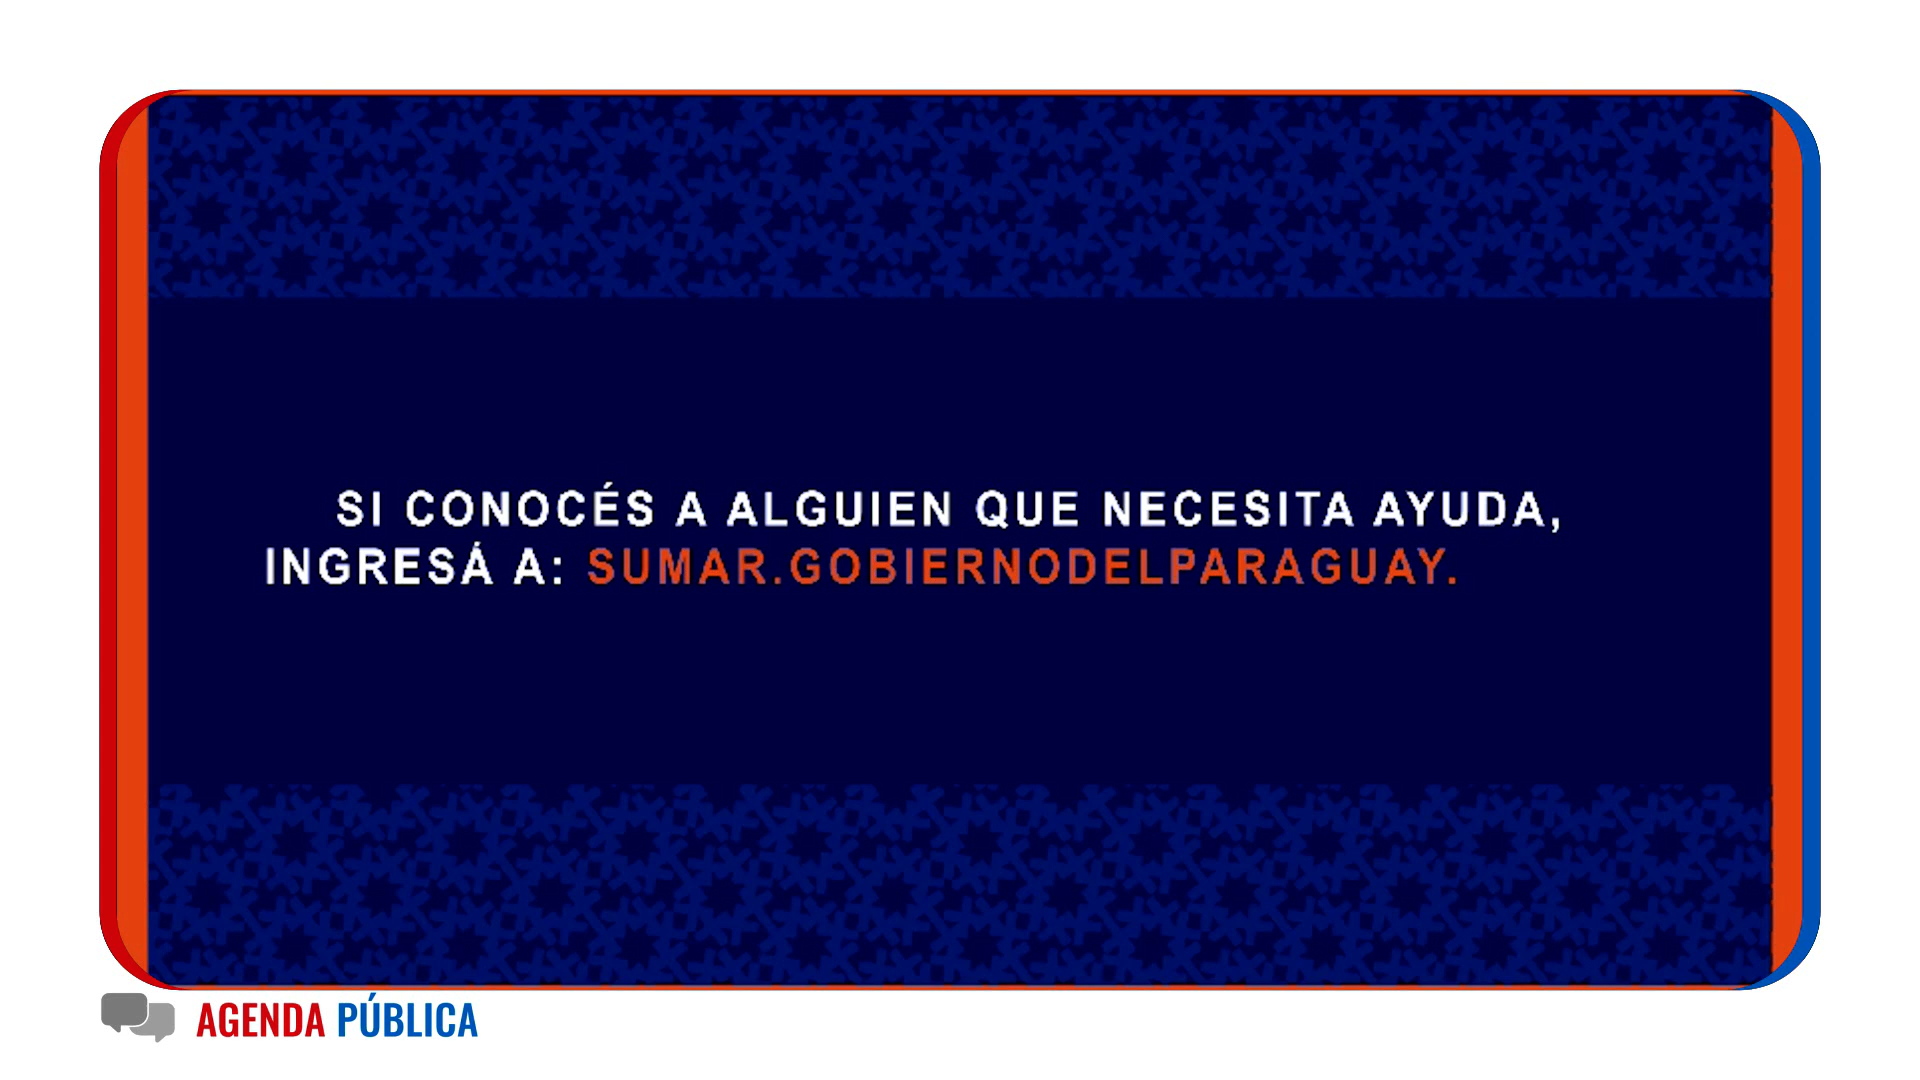 SI CONOCÉS A ALGUIEN QUE NECESITA AYUDA,
INGRESÁ A: SUMAR.GOBIERNODELPARAGUAY.
AGENDA PÚBLICA